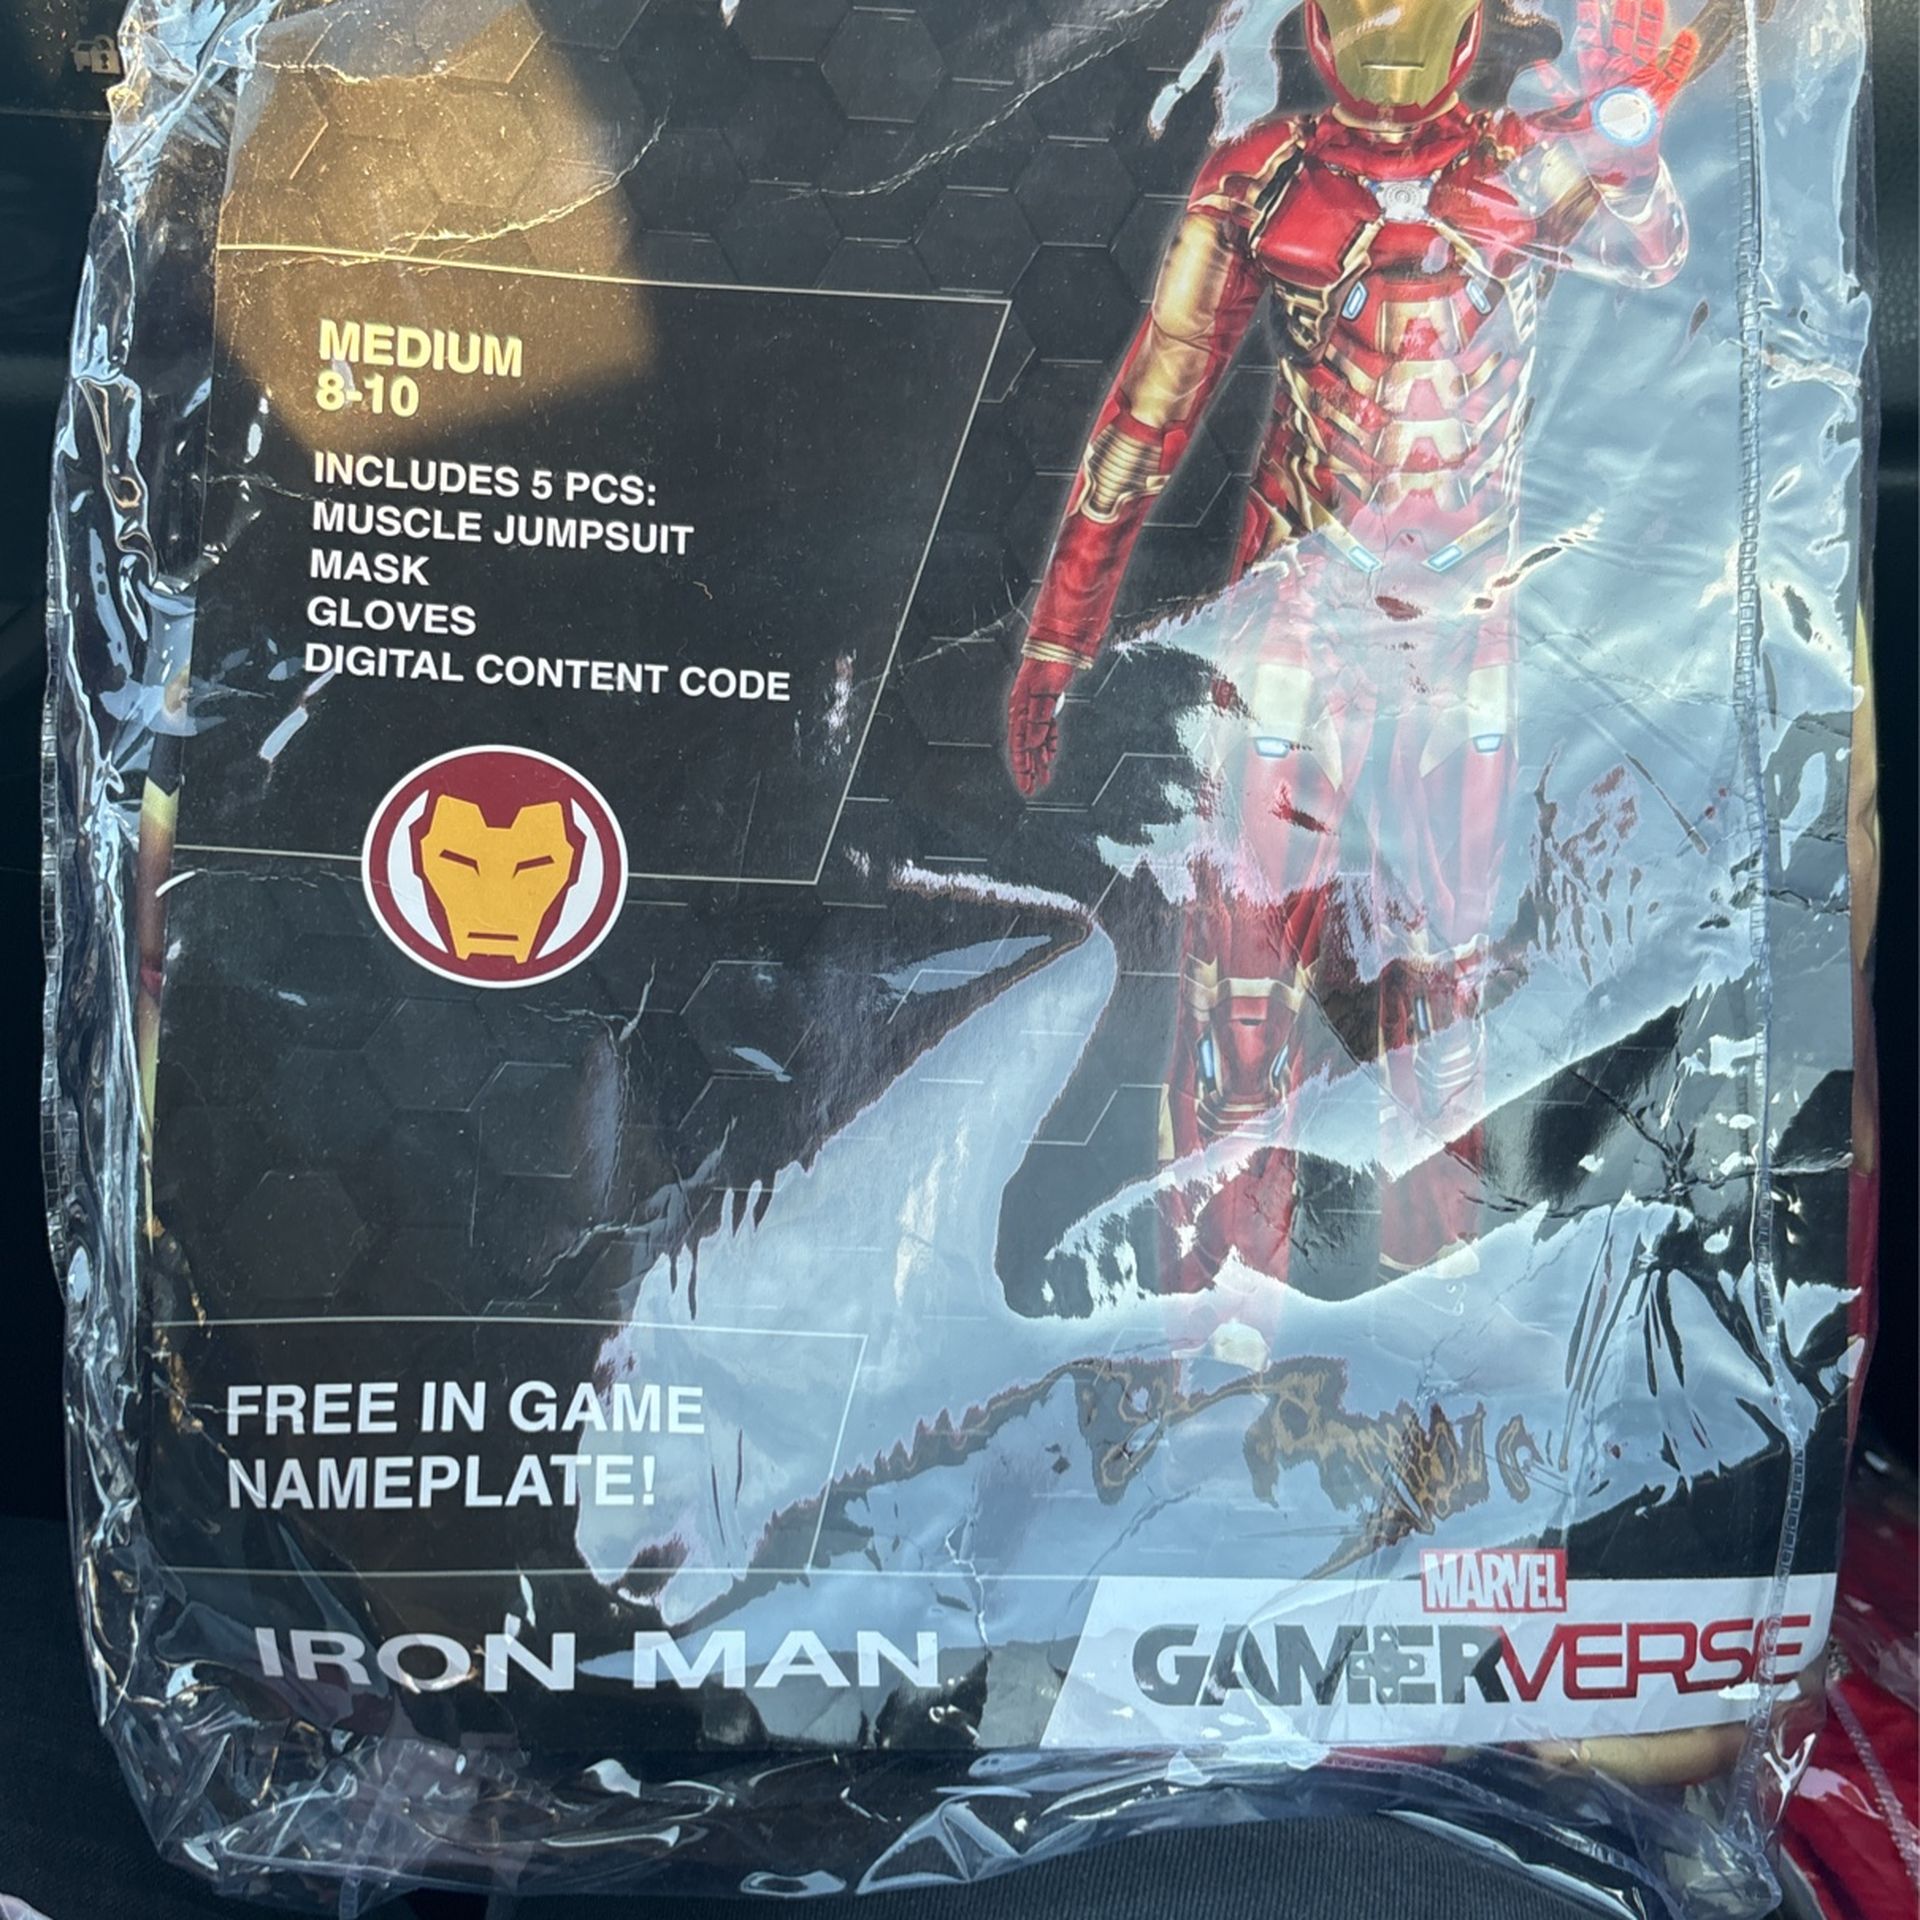 MEDIUM
8-10
INCLUDES 5 PCS:
MUSCLE JUMPSUIT
MASK
GLOVES
DIGITAL CONTENT CODE
FREE IN GAME
NAMEPLATE!
IRON MAN
MARVEL
GAMERVERSE